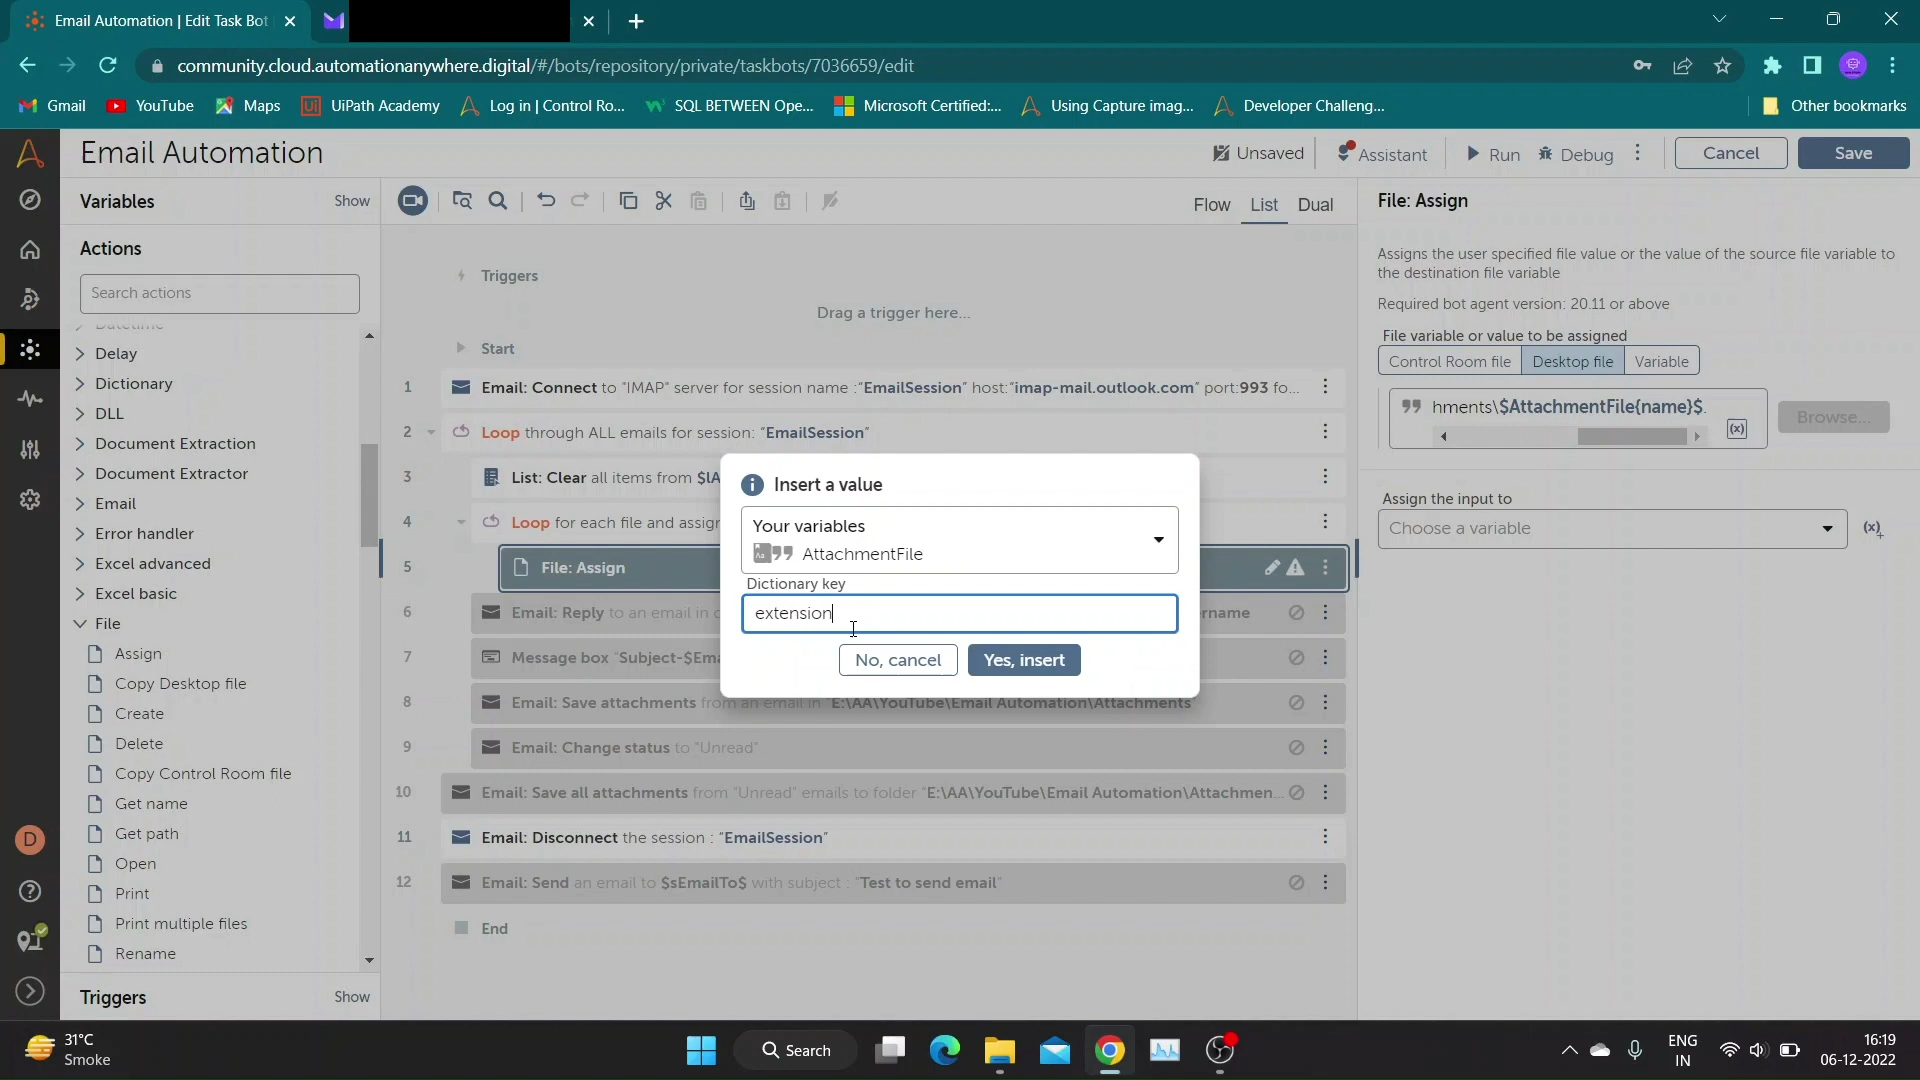 Email Automation | Edit Task Bot
community.cloud.automationanywhere.digital/#/bots/repository/private/taskbots/7036659/edit
Gmail
YouTube
Maps
UiPath Academy
Log in | Control Ro...
SQL BETWEEN Ope...
Microsoft Certified:...
Using Capture imag...
Developer Challeng...
Other bookmarks
Email Automation
Unsaved
Assistant
Run
Debug
Cancel
Save
Variables
Show
Flow
List
Dual
File: Assign
Actions
Search actions
Datetime
Delay
Dictionary
DLL
Document Extraction
Document Extractor
Email
Error handler
Excel advanced
Excel basic
File
Assign
Copy Desktop file
Create
Delete
Copy Control Room file
Get name
Get path
Open
Print
Print multiple files
Rename
Triggers
Show
Triggers
Drag a trigger here...
Start
1 Email: Connect to "IMAP" server for session name :"EmailSession" host:"imap-mail.outlook.com" port:993 fo...
2 Loop through ALL emails for session: "EmailSession"
3 List: Clear all items from $lA
4 Loop for each file and assign
5 File: Assign
6 Email: Reply to an email in rname
7 Message box "Subject-$Ema
8 Email: Save attachments from an email in "E:\AA\YouTube\Email Automation\Attachments"
9 Email: Change status to "Unread"
10 Email: Save all attachments from "Unread" emails to folder "E:\AA\YouTube\Email Automation\Attachmen...
11 Email: Disconnect the session : "EmailSession"
12 Email: Send an email to $sEmailTo$ with subject : "Test to send email"
End
Insert a value
Your variables
AttachmentFile
Dictionary key
extension
No, cancel
Yes, insert
Assigns the user specified file value or the value of the source file variable to
the destination file variable
Required bot agent version: 20.11 or above
File variable or value to be assigned
Control Room file
Desktop file
Variable
hments\$AttachmentFile{name}$.
(x)
Browse...
Assign the input to
Choose a variable
(x)+
D
31°C
Smoke
Search
ENG
IN
16:19
06-12-2022